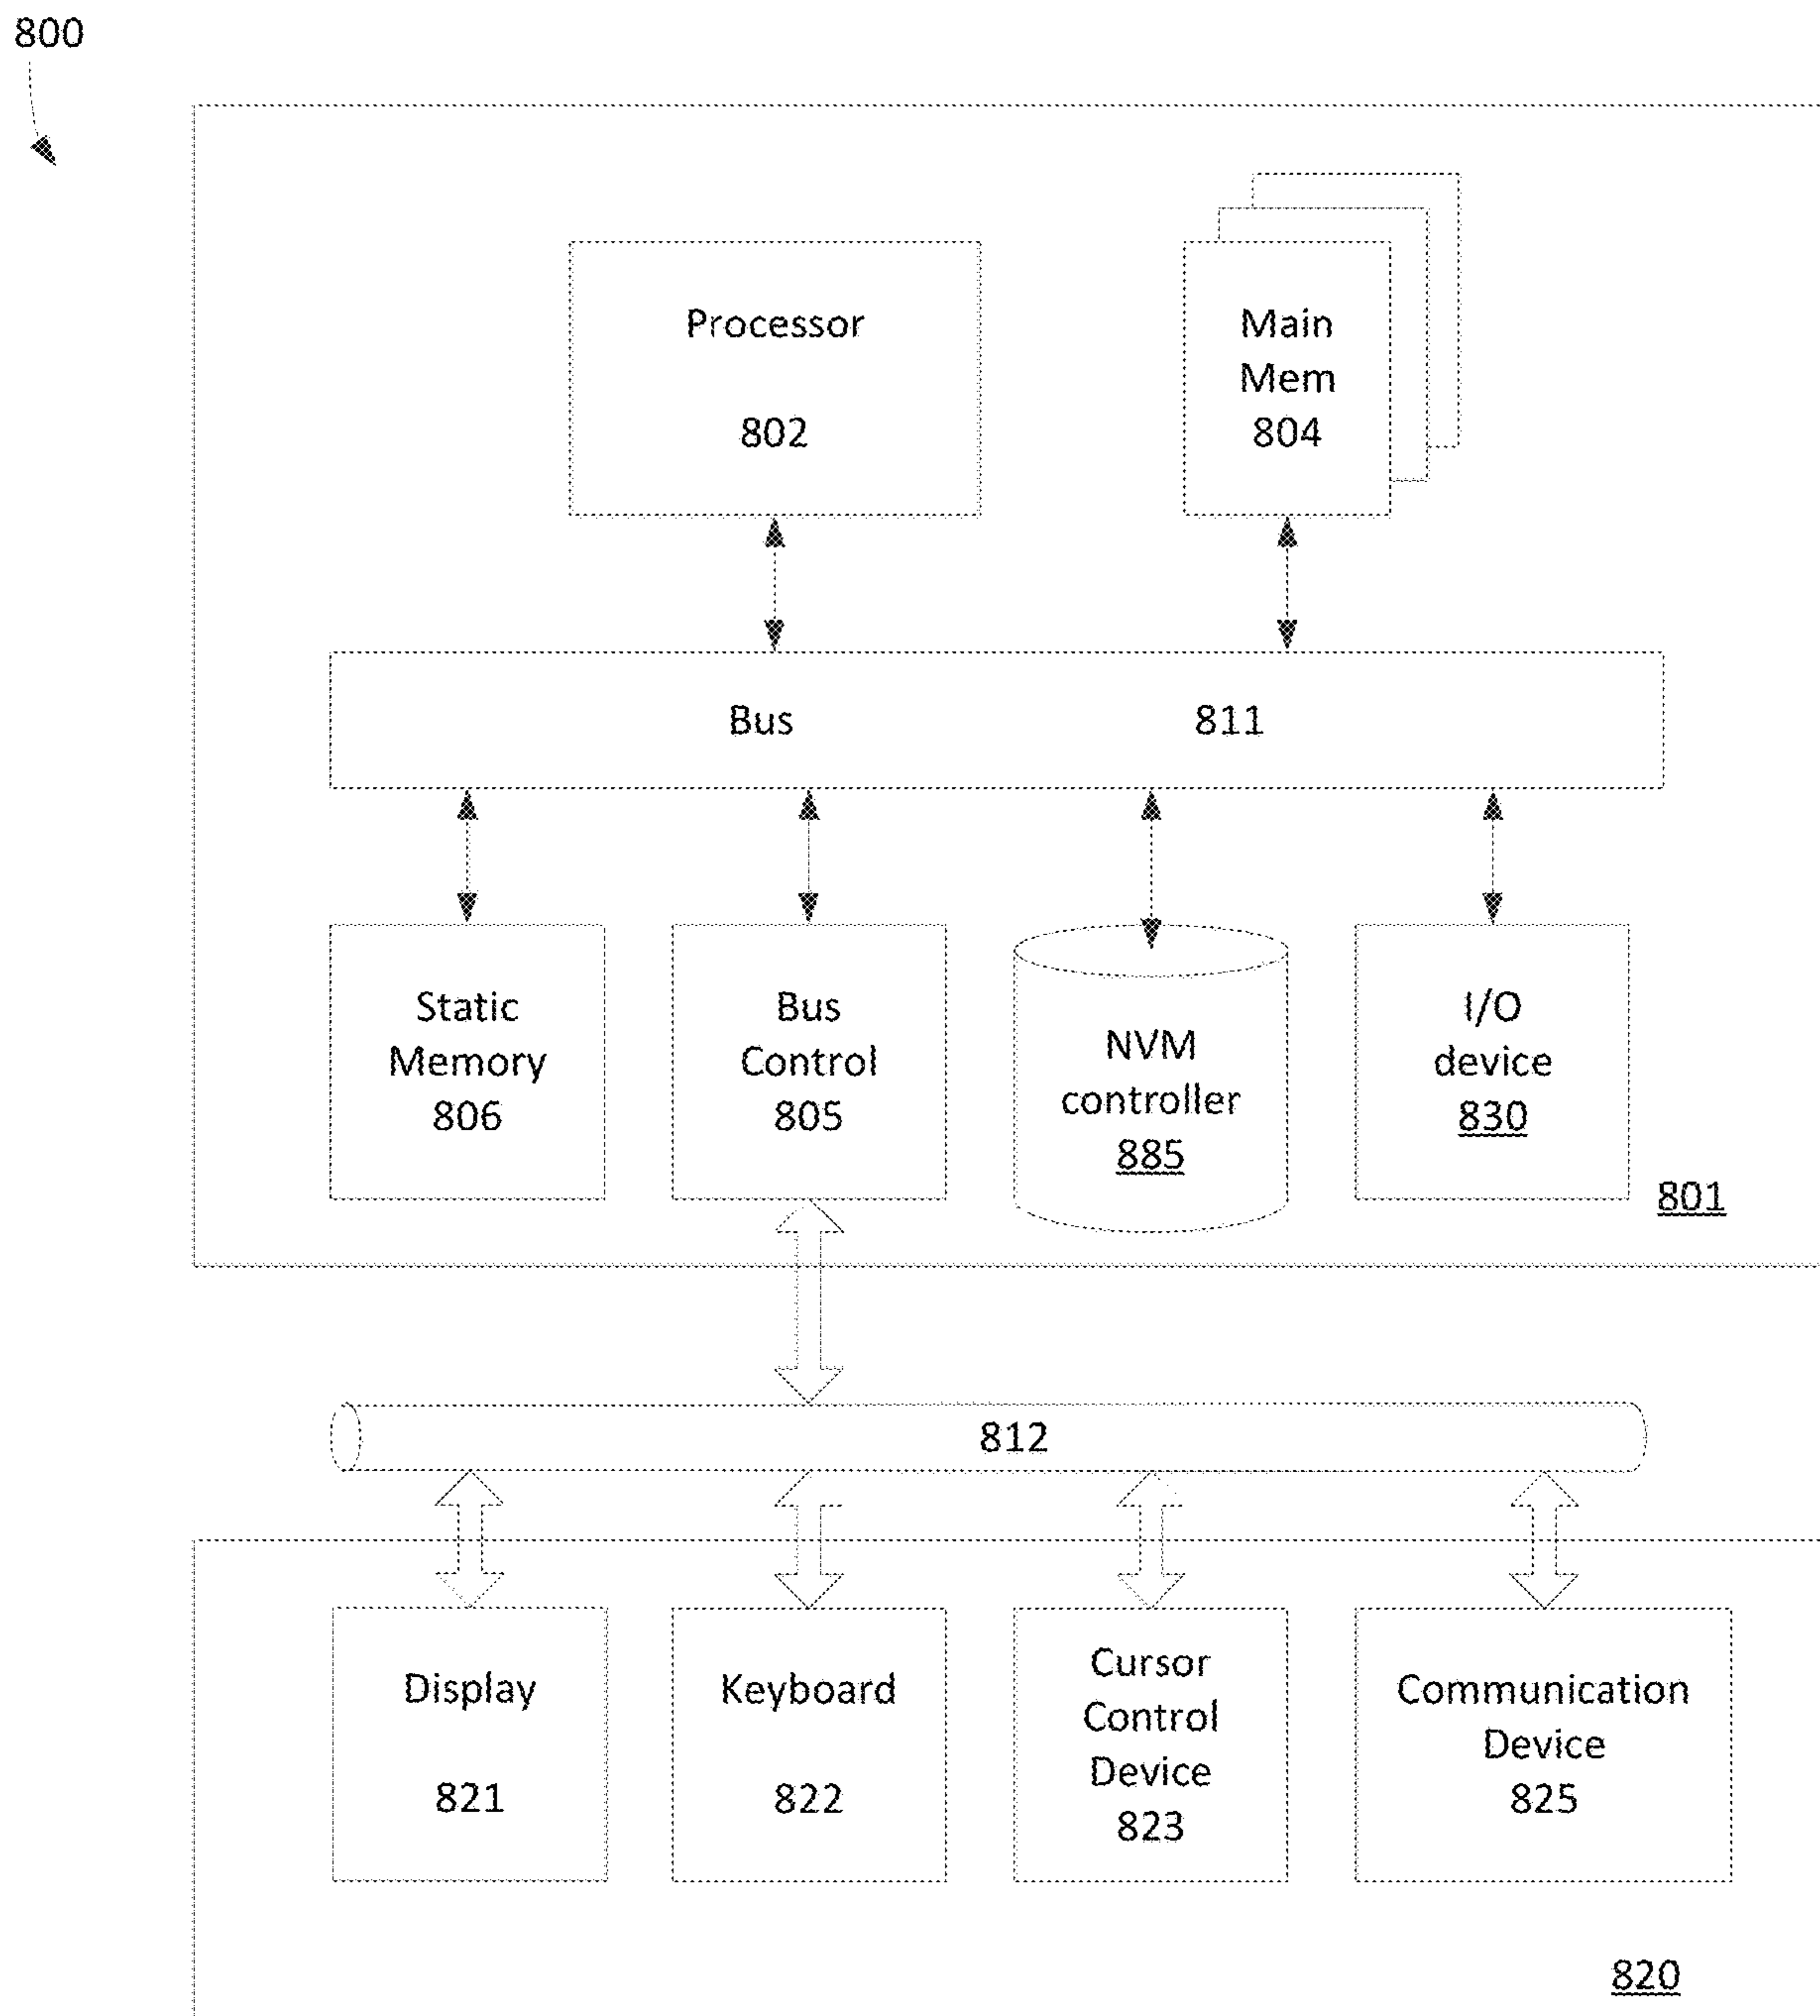 800
Processor
802
Main
Mem
804
Bus 811
Static
Memory
806
Bus
Control
805
NVM
controller
885
I/O
device
830
801
812
Display
821
Keyboard
822
Cursor
Control
Device
823
Communication
Device
825
820